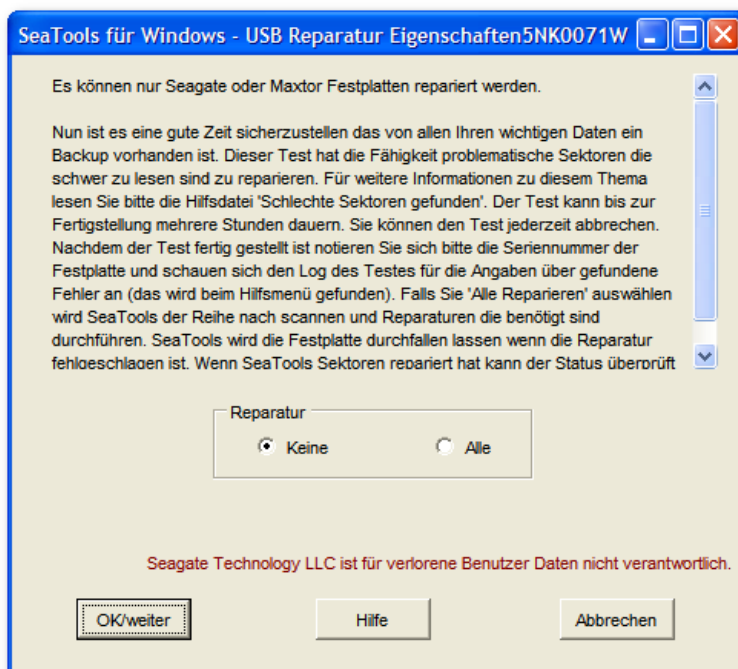 SeaTools für Windows - USB Reparatur Eigenschaften5NK0071W
Es können nur Seagate oder Maxtor Festplatten repariert werden.
Nun ist es eine gute Zeit sicherzustellen das von allen Ihren wichtigen Daten ein
Backup vorhanden ist. Dieser Test hat die Fähigkeit problematische Sektoren die
schwer zu lesen sind zu reparieren. Für weitere Informationen zu diesem Thema
lesen Sie bitte die Hilfsdatei 'Schlechte Sektoren gefunden'. Der Test kann bis zur
Fertigstellung mehrere Stunden dauern. Sie können den Test jederzeit abbrechen.
Nachdem der Test fertig gestellt ist notieren Sie sich bitte die Seriennummer der
Festplatte und schauen sich den Log des Testes für die Angaben über gefundene
Fehler an (das wird beim Hilfsmenü gefunden). Falls Sie 'Alle Reparieren' auswählen
wird SeaTools der Reihe nach scannen und Reparaturen die benötigt sind
durchführen. SeaTools wird die Festplatte durchfallen lassen wenn die Reparatur
fehlgeschlagen ist. Wenn SeaTools Sektoren repariert hat kann der Status überprüft
Reparatur
Keine
Alle
Seagate Technology LLC ist für verlorene Benutzer Daten nicht verantwortlich.
OK/weiter
Hilfe
Abbrechen